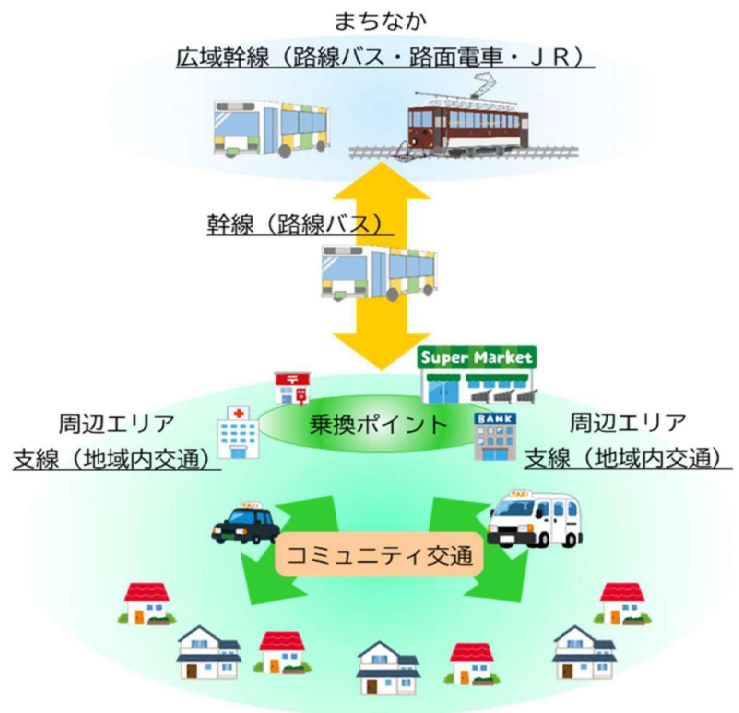 まちなか
広域幹線（路線バス・路面電車・ＪＲ）
幹線（路線バス）
Super Market
〒
BANK
乗換ポイント
周辺エリア
支線（地域内交通）
周辺エリア
支線（地域内交通）
TAXI
TAXI
コミュニティ交通